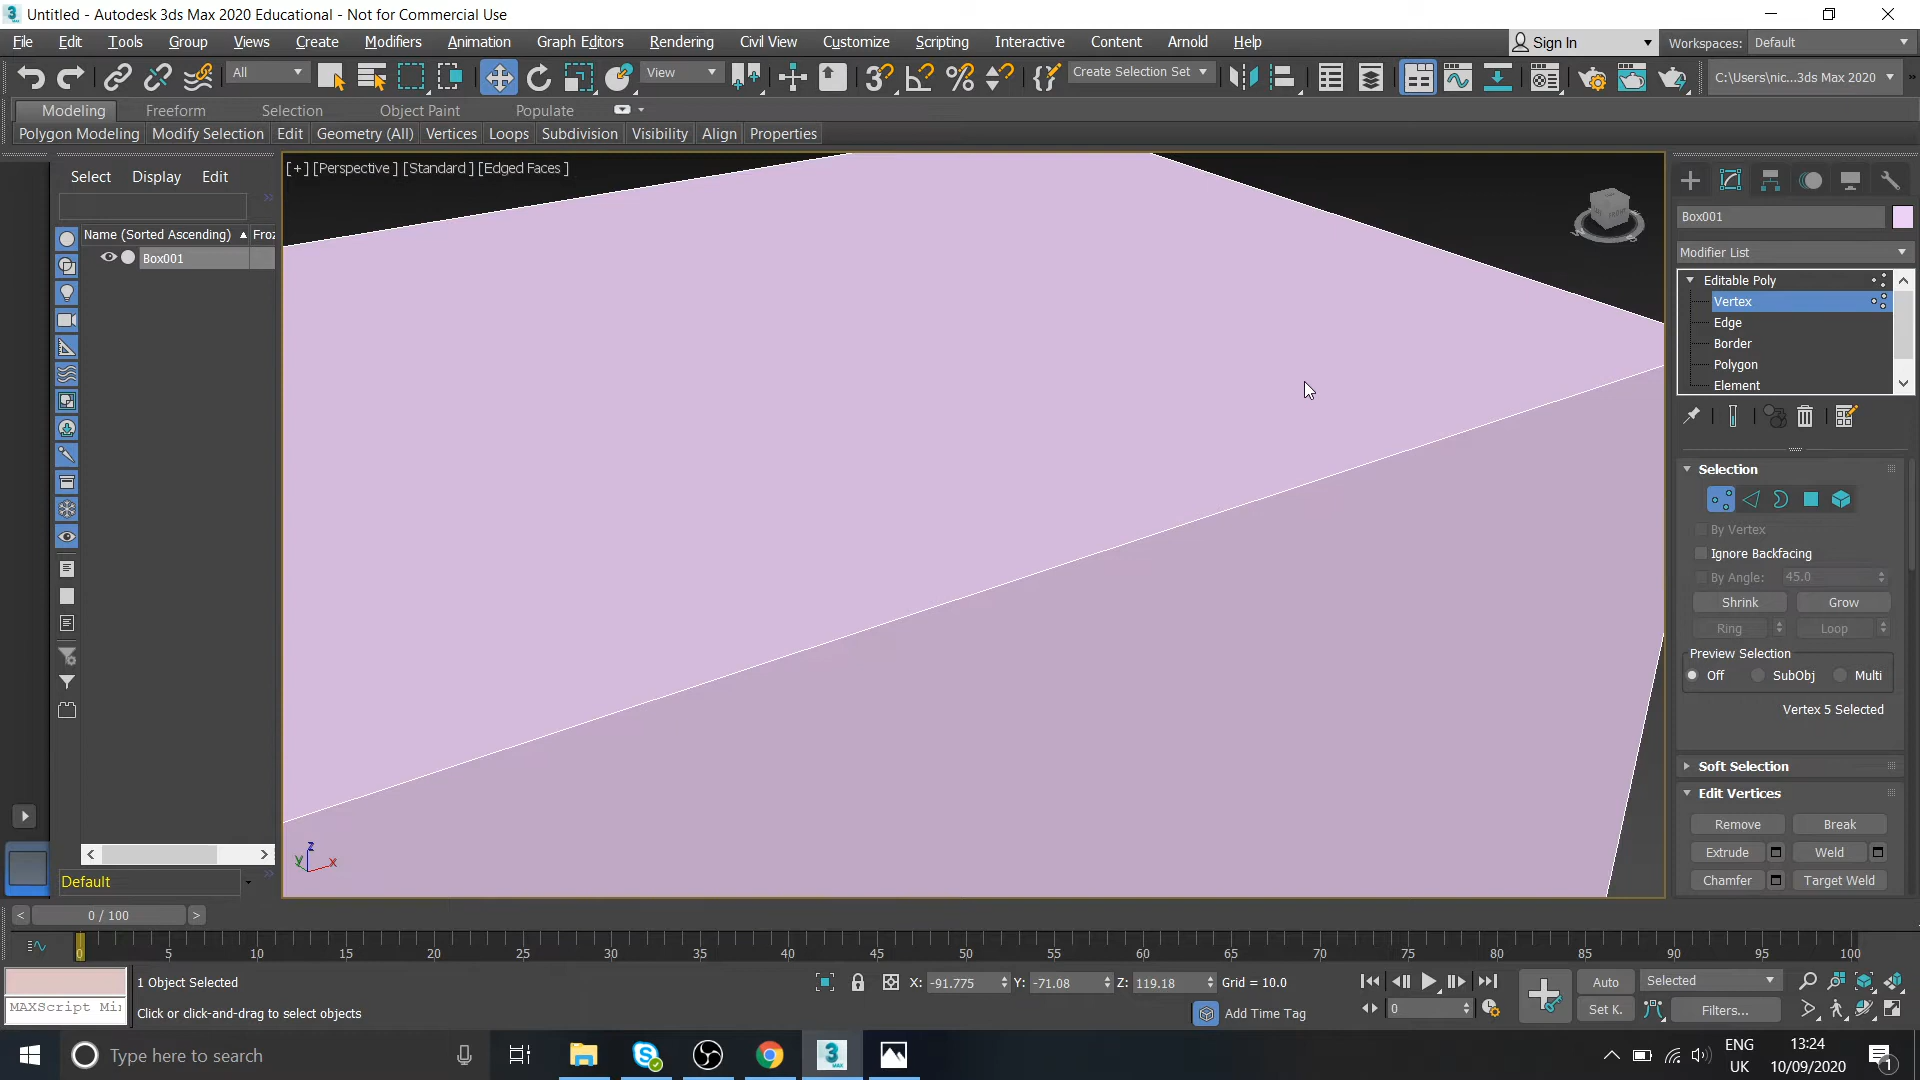 Untitled - Autodesk 3ds Max 2020 Educational - Not for Commercial Use
File Edit Tools Group Views Create Modifiers Animation Graph Editors Rendering Civil View Customize Scripting Interactive Content Arnold Help
Sign In
Workspaces: Default
All
View
Create Selection Set
C:\Users\nic...3ds Max 2020
Modeling Freeform Selection Object Paint Populate
Polygon Modeling Modify Selection Edit Geometry (All) Vertices Loops Subdivision Visibility Align Properties
Select Display Edit
[+] [Perspective ] [Standard ] [Edged Faces ]
Name (Sorted Ascending) Froz
Box001
Box001
Modifier List
Editable Poly
Vertex
Edge
Border
Polygon
Element
Selection
By Vertex
Ignore Backfacing
By Angle: 45.0
Shrink Grow
Ring Loop
Preview Selection
Off SubObj Multi
Vertex 5 Selected
Soft Selection
Edit Vertices
Remove Break
Extrude Weld
Chamfer Target Weld
z
y x
Default
< 0 / 100 >
0 5 10 15 20 25 30 35 40 45 50 55 60 65 70 75 80 85 90 95 100
1 Object Selected
X: -91.775 Y: -71.08 Z: 119.18 Grid = 10.0
Auto Selected
MAXScript Mi
Click or click-and-drag to select objects
Add Time Tag
0
Set K. Filters...
Type here to search
ENG
UK
13:24
10/09/2020
1